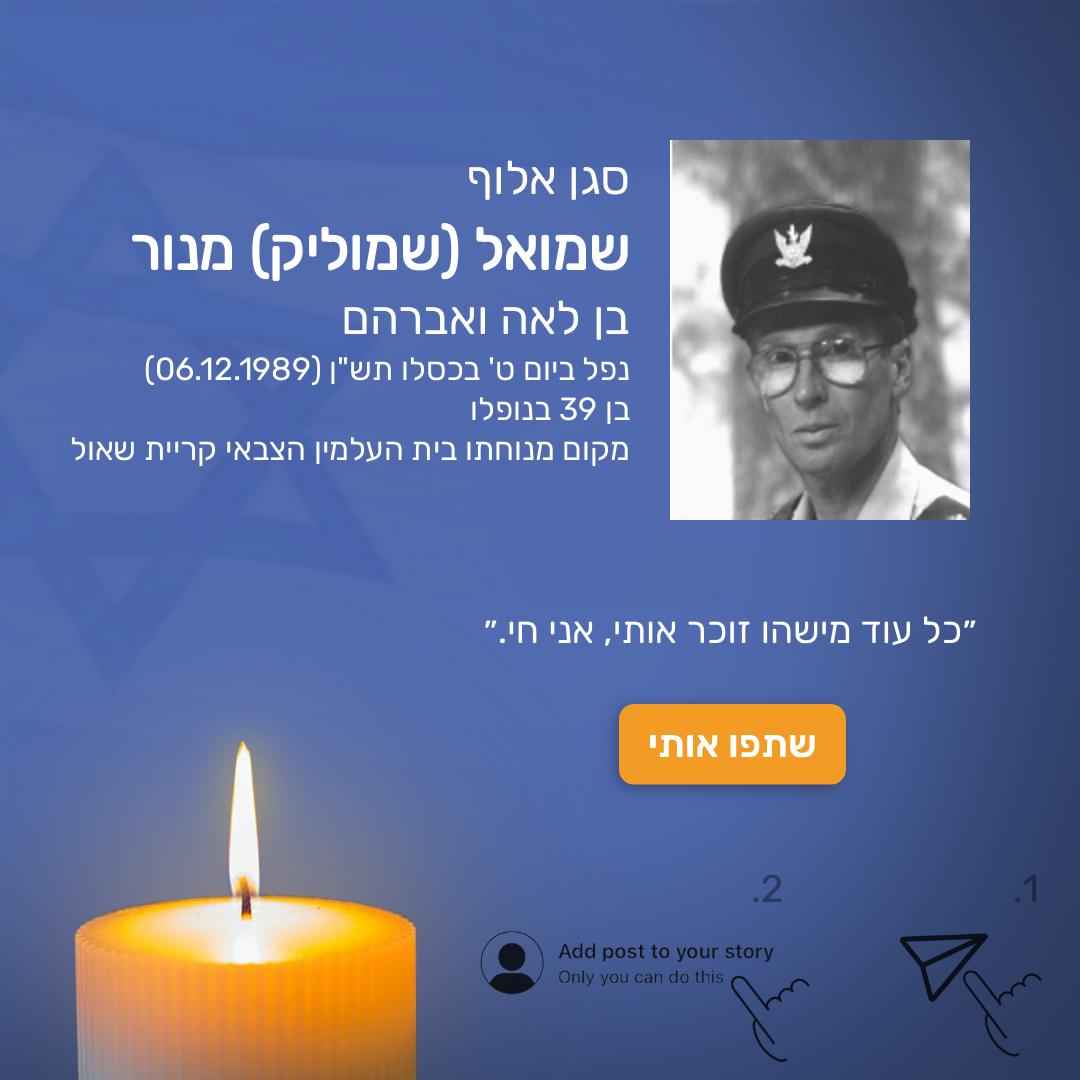 סגן אלוף
שמואל (שמוליק) מנור
בן לאה ואברהם
נפל ביום ט' בכסלו תש"ן (06.12.1989)
בן 39 בנופלו
מקום מנוחתו בית העלמין הצבאי קריית שאול
״כל עוד מישהו זוכר אותי, אני חי.״
שתפו אותי
1.
2.
Add post to your story
Only you can do this